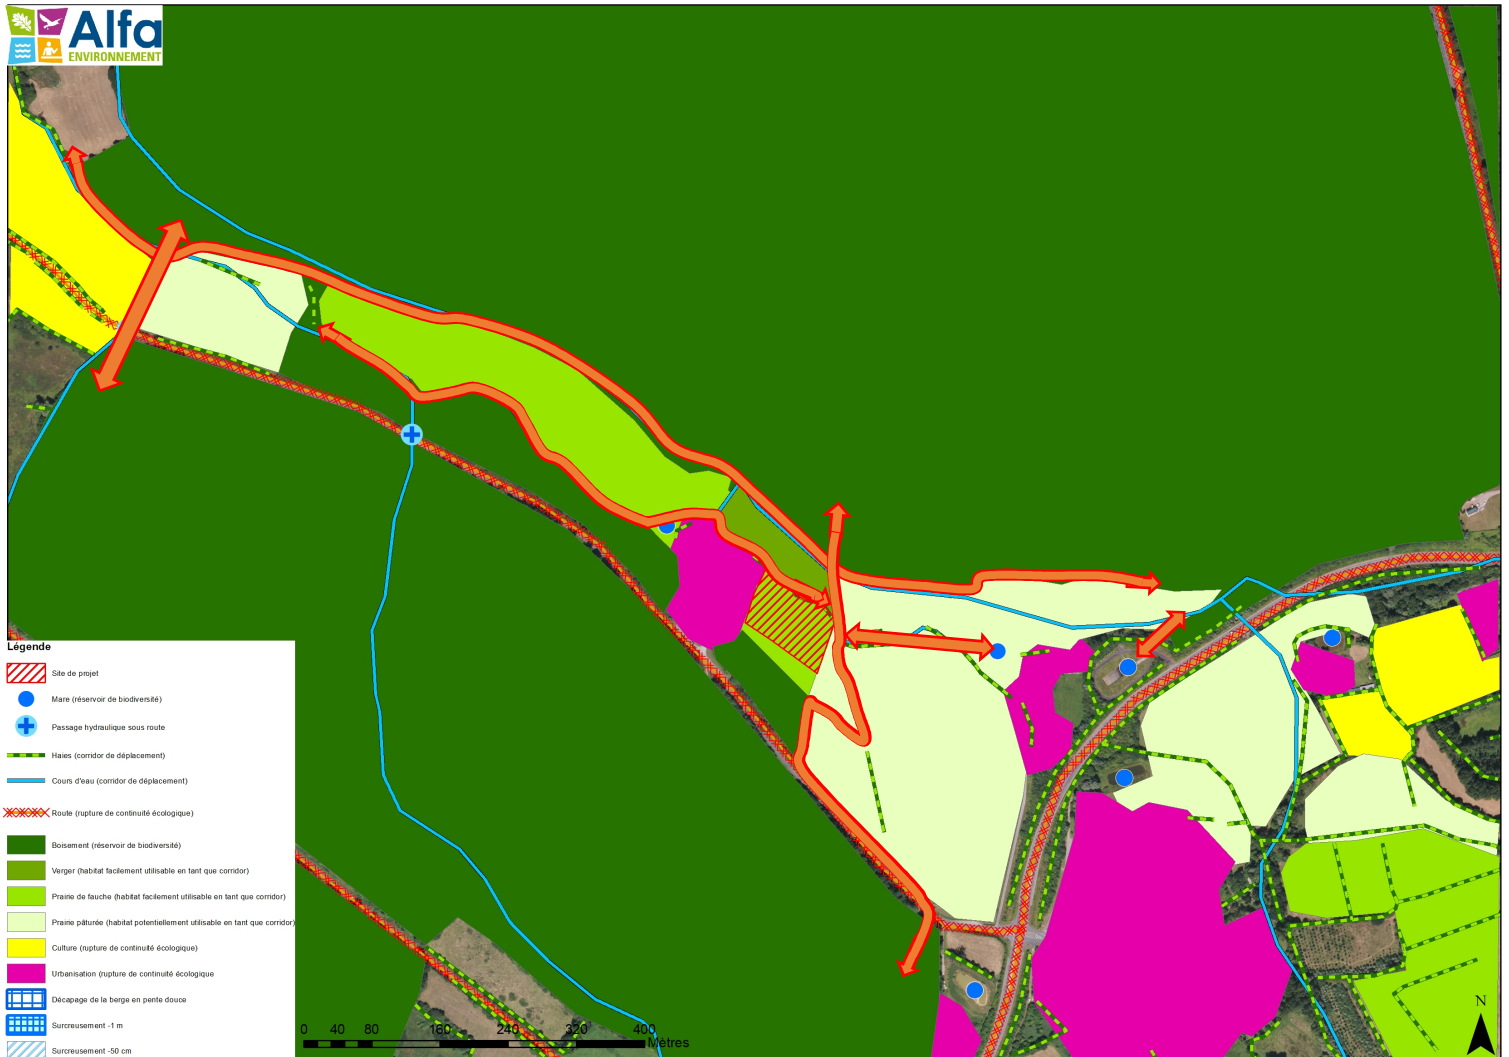 Alfa
ENVIRONNEMENT
Légende
Site de projet
Mare (réservoir de biodiversité)
Passage hydraulique sous route
Haies (corridor de déplacement)
Cours d'eau (corridor de déplacement)
Route (rupture de continuité écologique)
Boisement (réservoir de biodiversité)
Verger (habitat facilement utilisable en tant que corridor)
Prairie de fauche (habitat facilement utilisable en tant que corridor)
Prairie pâturée (habitat potentiellement utilisable en tant que corridor)
Culture (rupture de continuité écologique)
Urbanisation (rupture de continuité écologique
Décapage de la berge en pente douce
Surcreusement -1 m
Surcreusement -50 cm
0 40 80 160 240 320 400
Mètres
N